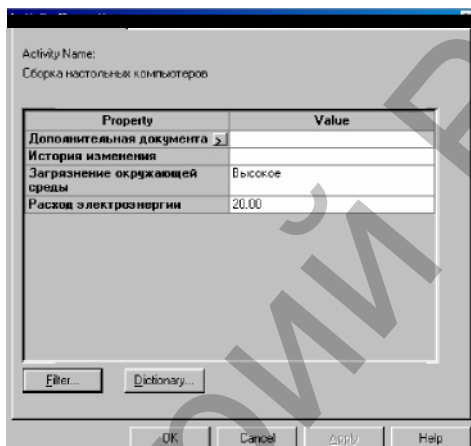 Activity Name:
Сборка настольных компьютеров
Property Value
Дополнительная документа >
История изменения
Загрязнение окружающей Высокое
среды
Расход электроэнергии 20.00
Filter... Dictionary...
OK Cancel Apply Help